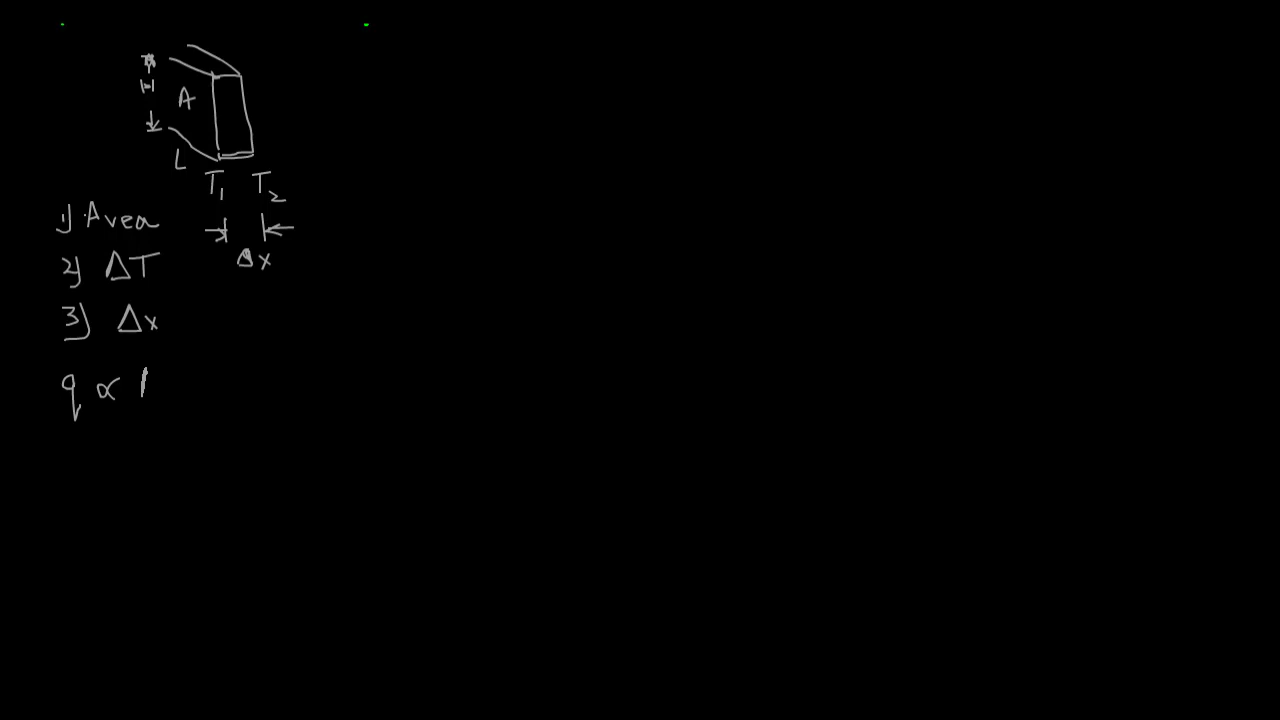 H
A
L
T1 T2
Δx
1) Area
2) ΔT
3) Δx
q ∝